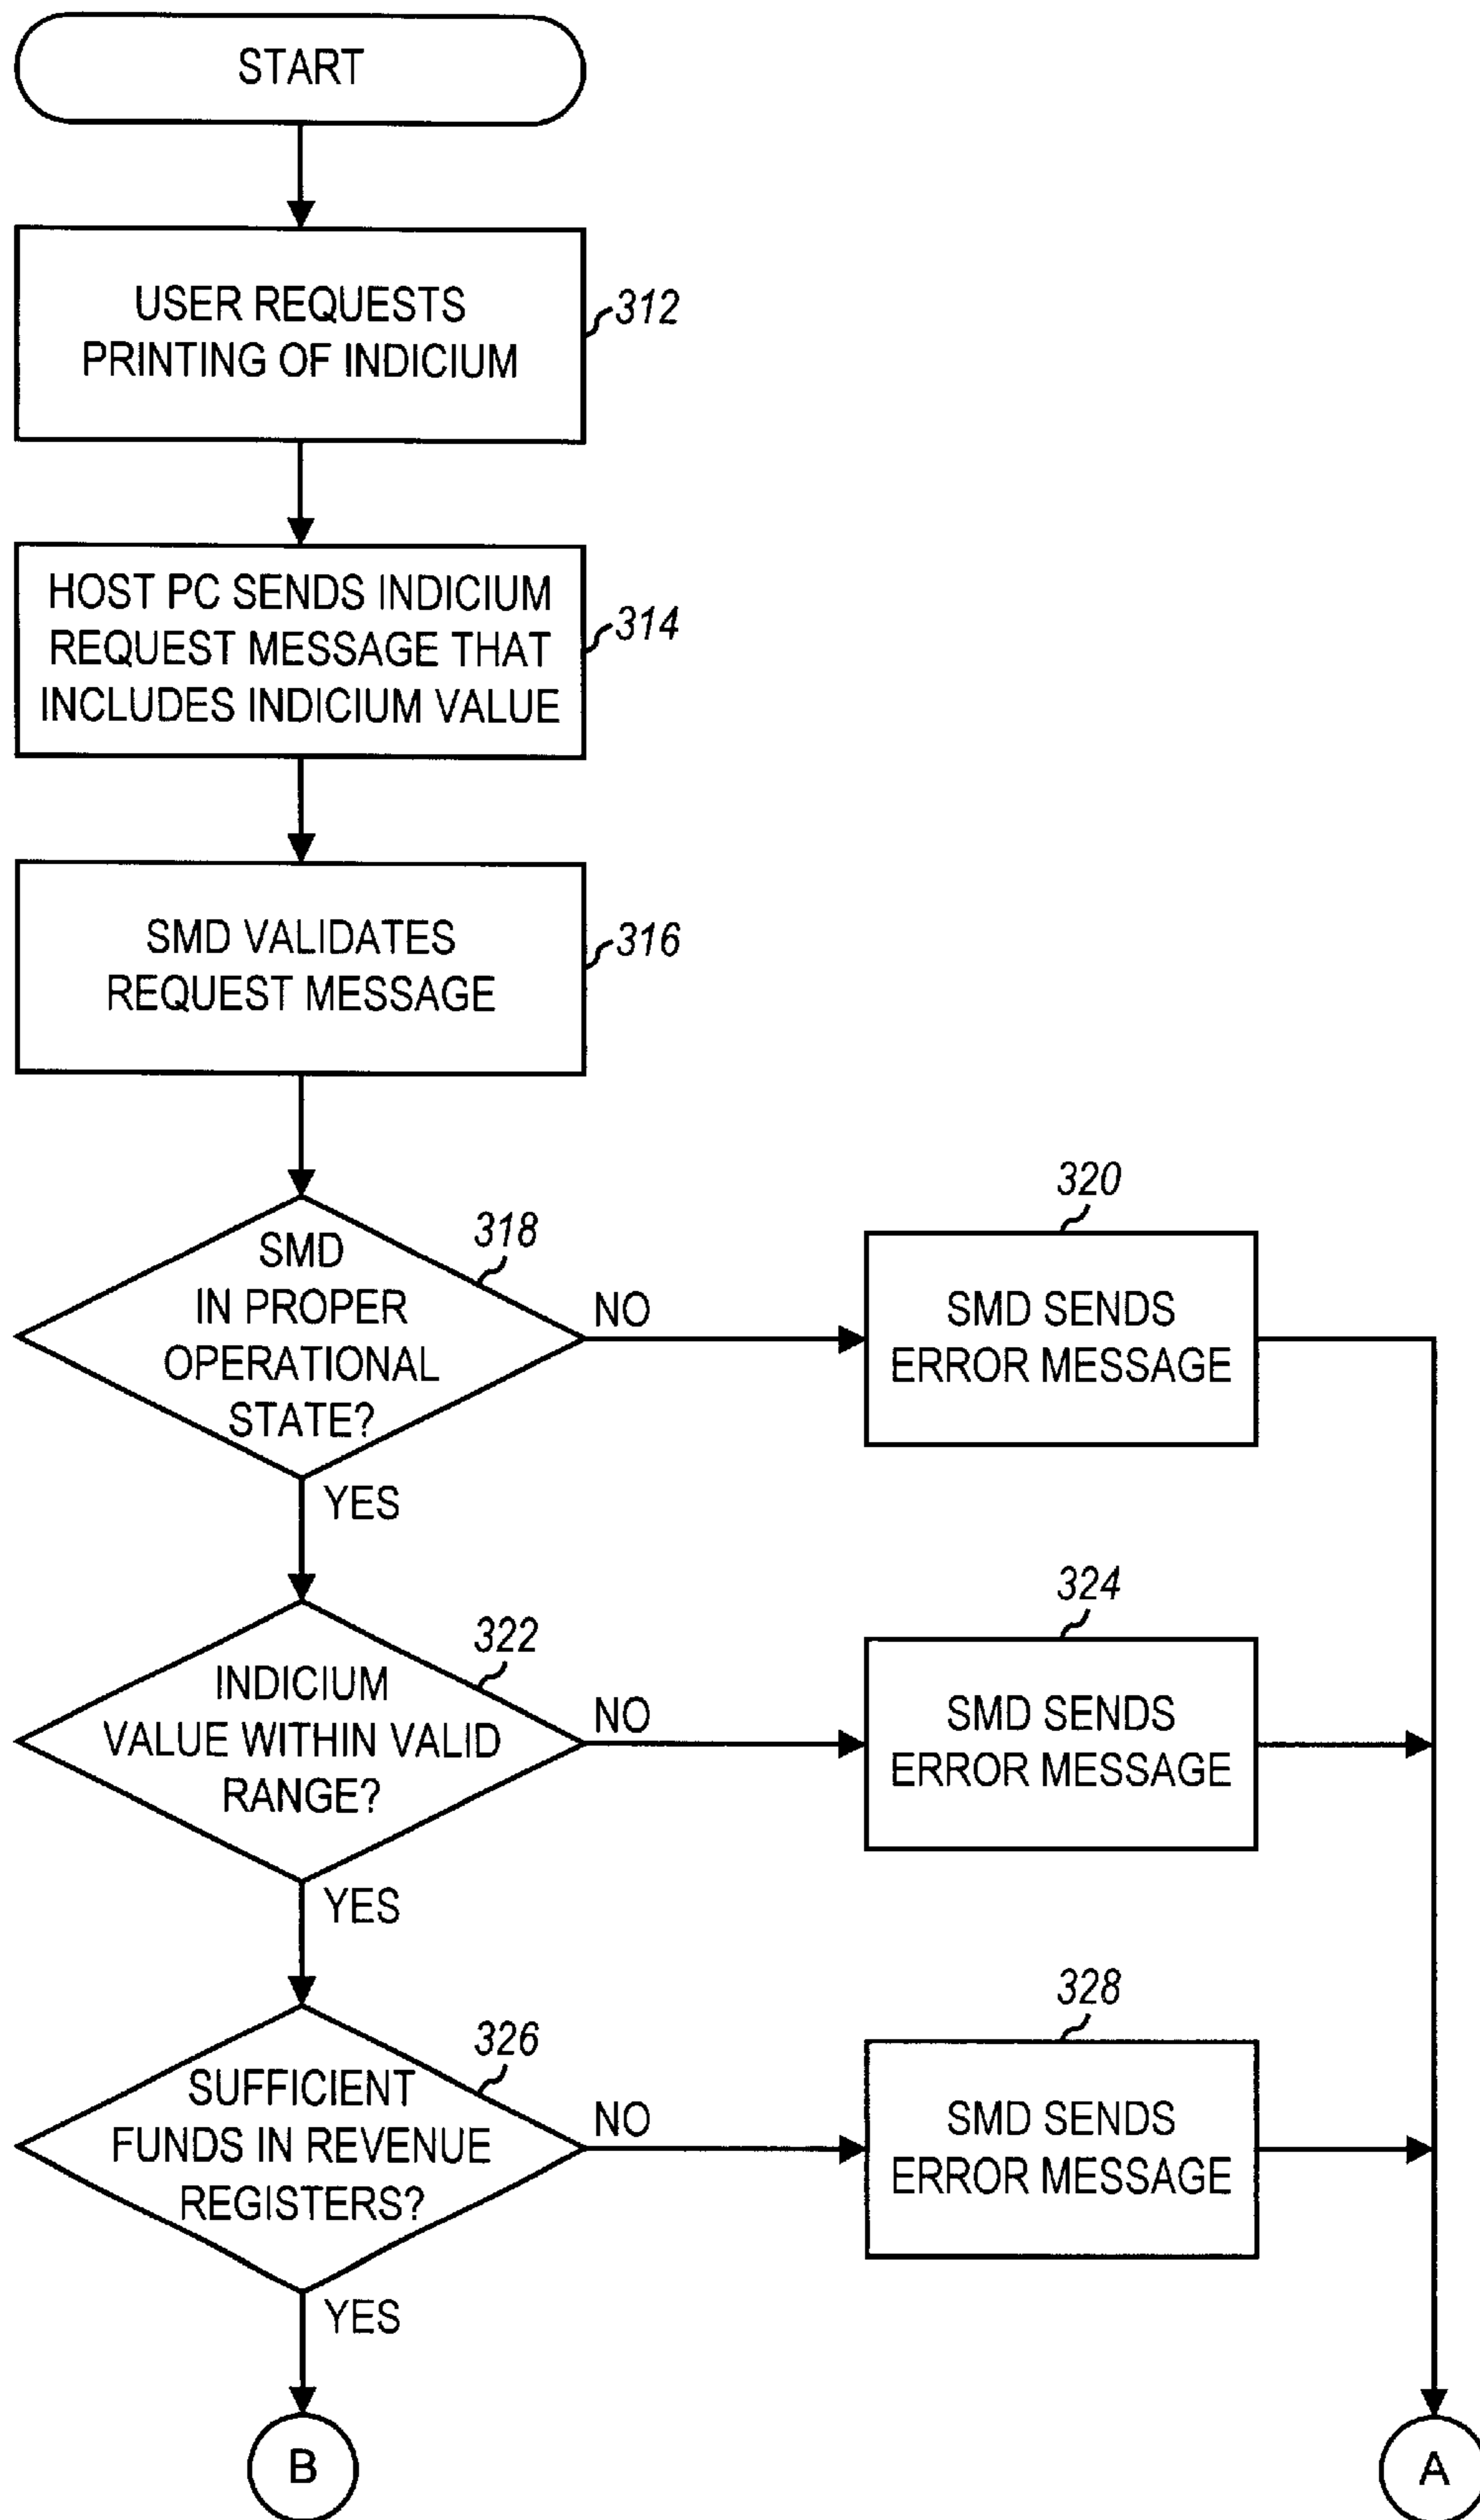 START
USER REQUESTS
PRINTING OF INDICIUM
312
HOST PC SENDS INDICIUM
REQUEST MESSAGE THAT
INCLUDES INDICIUM VALUE
314
SMD VALIDATES
REQUEST MESSAGE
316
SMD
IN PROPER
OPERATIONAL
STATE?
318
NO
320
SMD SENDS
ERROR MESSAGE
YES
INDICIUM
VALUE WITHIN VALID
RANGE?
322
NO
324
SMD SENDS
ERROR MESSAGE
YES
SUFFICIENT
FUNDS IN REVENUE
REGISTERS?
326
NO
328
SMD SENDS
ERROR MESSAGE
YES
B
A